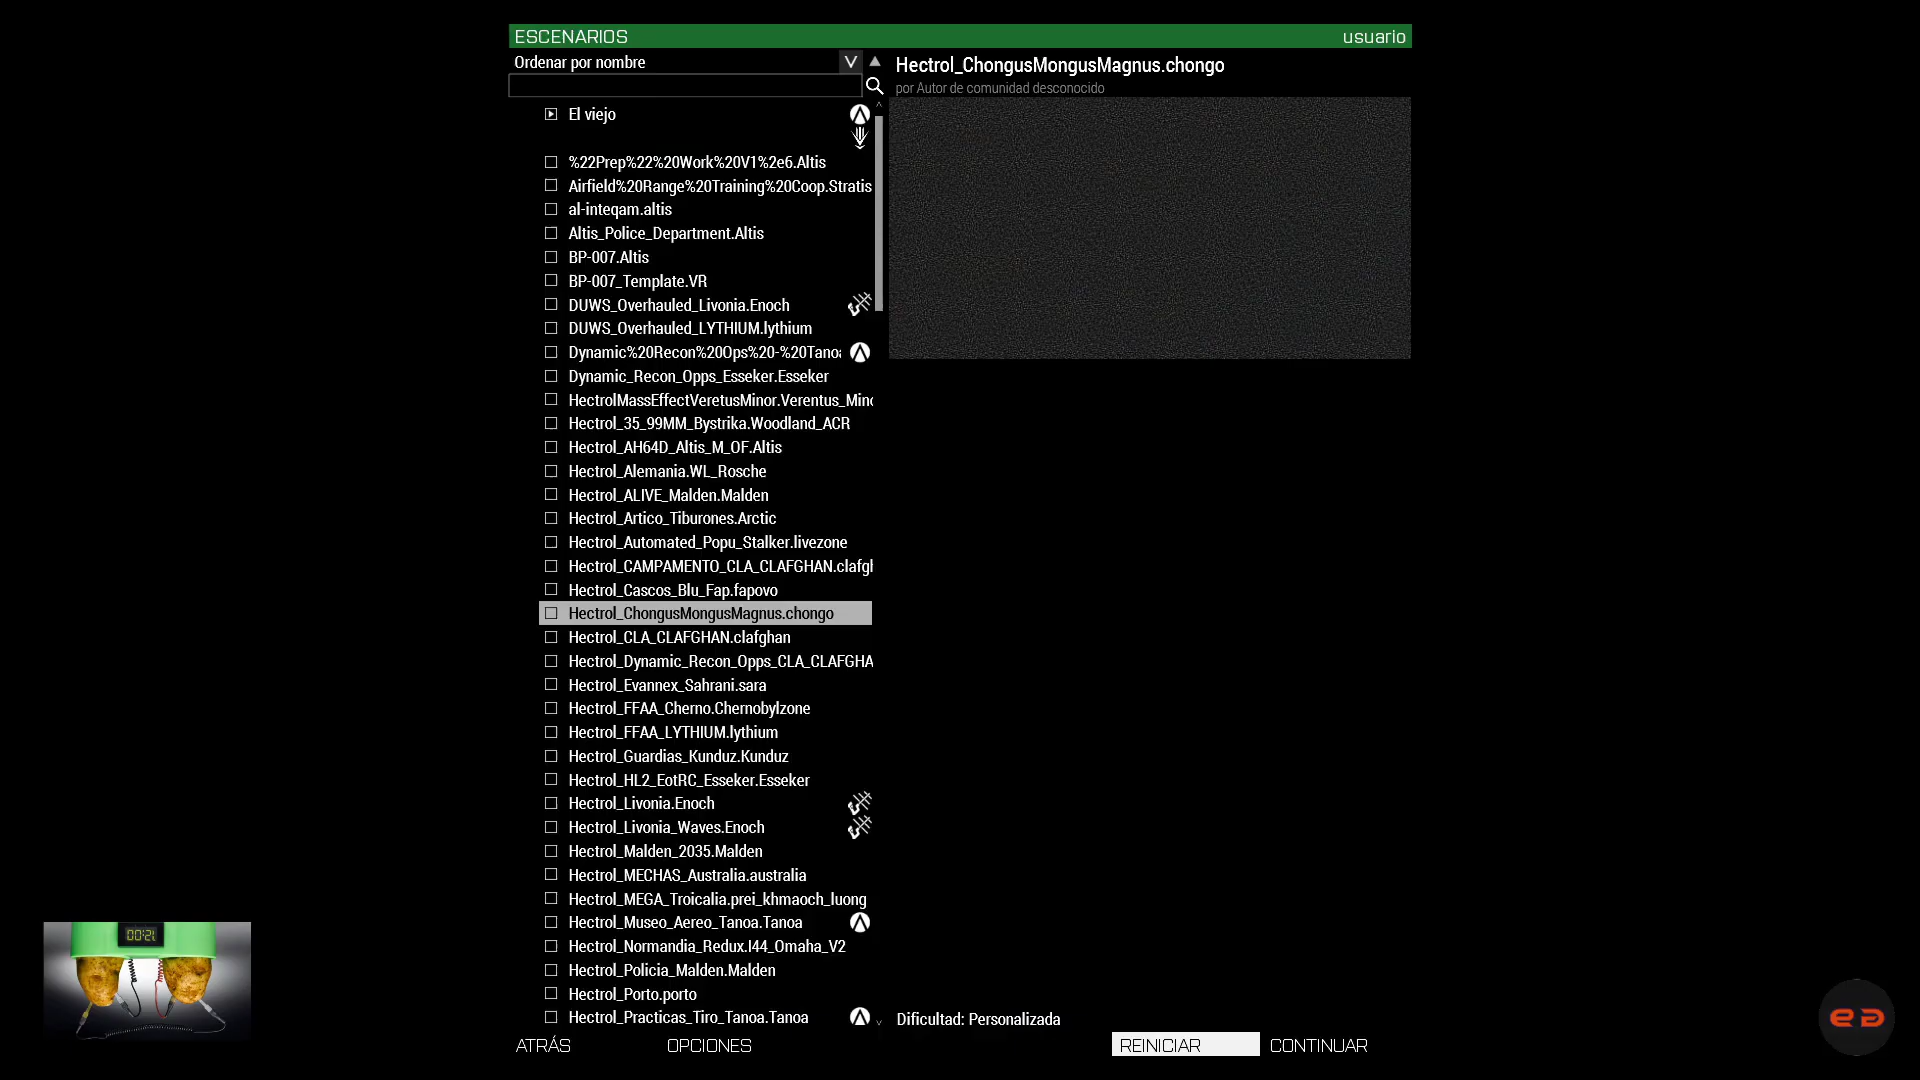 ESCENARIOS
usuario
Ordenar por nombre
Hectrol_ChongusMongusMagnus.chongo
por Autor de comunidad desconocido
El viejo
%22Prep%22%20Work%20V1%2e6.Altis
Airfield%20Range%20Training%20Coop.Stratis
al-inteqam.altis
Altis_Police_Department.Altis
BP-007.Altis
BP-007_Template.VR
DUWS_Overhauled_Livonia.Enoch
DUWS_Overhauled_LYTHIUM.lythium
Dynamic%20Recon%20Ops%20-%20Tanoa
Dynamic_Recon_Opps_Esseker.Esseker
HectrolMassEffectVeretusMinor.Verentus_Mino
Hectrol_35_99MM_Bystrika.Woodland_ACR
Hectrol_AH64D_Altis_M_OF.Altis
Hectrol_Alemania.WL_Rosche
Hectrol_ALIVE_Malden.Malden
Hectrol_Artico_Tiburones.Arctic
Hectrol_Automated_Popu_Stalker.livezone
Hectrol_CAMPAMENTO_CLA_CLAFGHAN.clafgh
Hectrol_Cascos_Blu_Fap.fapovo
Hectrol_ChongusMongusMagnus.chongo
Hectrol_CLA_CLAFGHAN.clafghan
Hectrol_Dynamic_Recon_Opps_CLA_CLAFGHA
Hectrol_Evannex_Sahrani.sara
Hectrol_FFAA_Cherno.Chernobylzone
Hectrol_FFAA_LYTHIUM.lythium
Hectrol_Guardias_Kunduz.Kunduz
Hectrol_HL2_EotRC_Esseker.Esseker
Hectrol_Livonia.Enoch
Hectrol_Livonia_Waves.Enoch
Hectrol_Malden_2035.Malden
Hectrol_MECHAS_Australia.australia
Hectrol_MEGA_Troicalia.prei_khmaoch_luong
Hectrol_Museo_Aereo_Tanoa.Tanoa
Hectrol_Normandia_Redux.I44_Omaha_V2
Hectrol_Policia_Malden.Malden
Hectrol_Porto.porto
Hectrol_Practicas_Tiro_Tanoa.Tanoa
Dificultad: Personalizada
ATRÁS
OPCIONES
REINICIAR
CONTINUAR
00:21